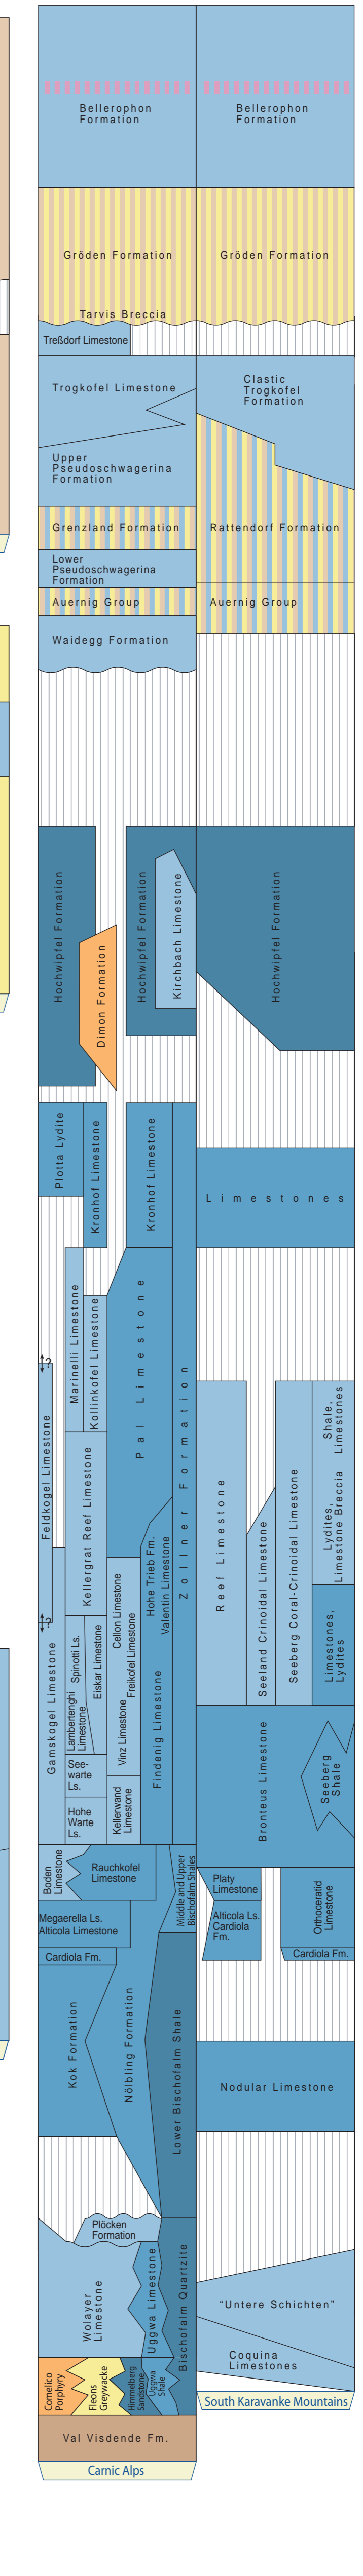 Bellerophon
Formation
Bellerophon
Formation
Gröden Formation
Gröden Formation
Tarvis Breccia
Treßdorf Limestone
Trogkofel Limestone
Clastic
Trogkofel
Formation
Upper
Pseudoschwagerina
Formation
Grenzland Formation
Rattendorf Formation
Lower
Pseudoschwagerina
Formation
Auernig Group
Auernig Group
Waidegg Formation
Hochwipfel Formation
Dimon Formation
Hochwipfel Formation
Kirchbach Limestone
Hochwipfel Formation
Plotta Lydite
Kronhof Limestone
Kronhof Limestone
Limestones
?
Feldkogel Limestone
?
Marinelli Limestone
Kollinkofel Limestone
Pal Limestone
Zollner Formation
Kellergrat Reef Limestone
Reef Limestone
Seeland Crinoidal Limestone
Seeberg Coral-Crinoidal Limestone
Shale,
Limestones
Lydites,
Limestone Breccia
Limestones,
Lydites
Gamskogel Limestone
Spinotti Ls.
Lambertenghi
Limestone
Eiskar Limestone
Cellon Limestone
Freikofel Limestone
Vinz Limestone
Hohe Trieb Fm.
Valentin Limestone
Findenig Limestone
See-
warte
Ls.
Hohe
Warte
Ls.
Kellerwand
Limestone
Bronteus Limestone
Seeberg
Shale
Boden
Limestone
Rauchkofel
Limestone
Middle and Upper
Bischofalm Shales
Platy
Limestone
Alticola Ls.
Cardiola
Fm.
Orthoceratid
Limestone
Cardiola Fm.
Megaerella Ls.
Alticola Limestone
Cardiola Fm.
Kok Formation
Nölbling Formation
Lower Bischofalm Shale
Nodular Limestone
Plöcken
Formation
Wolayer
Limestone
Uggwa Limestone
Bischofalm Quartzite
"Untere Schichten"
Coquina
Limestones
Comelico
Porphyry
Fleons
Greywacke
Himmelberg
Sandstone
Uggwa
Shale
South Karavanke Mountains
Val Visdende Fm.
Carnic Alps